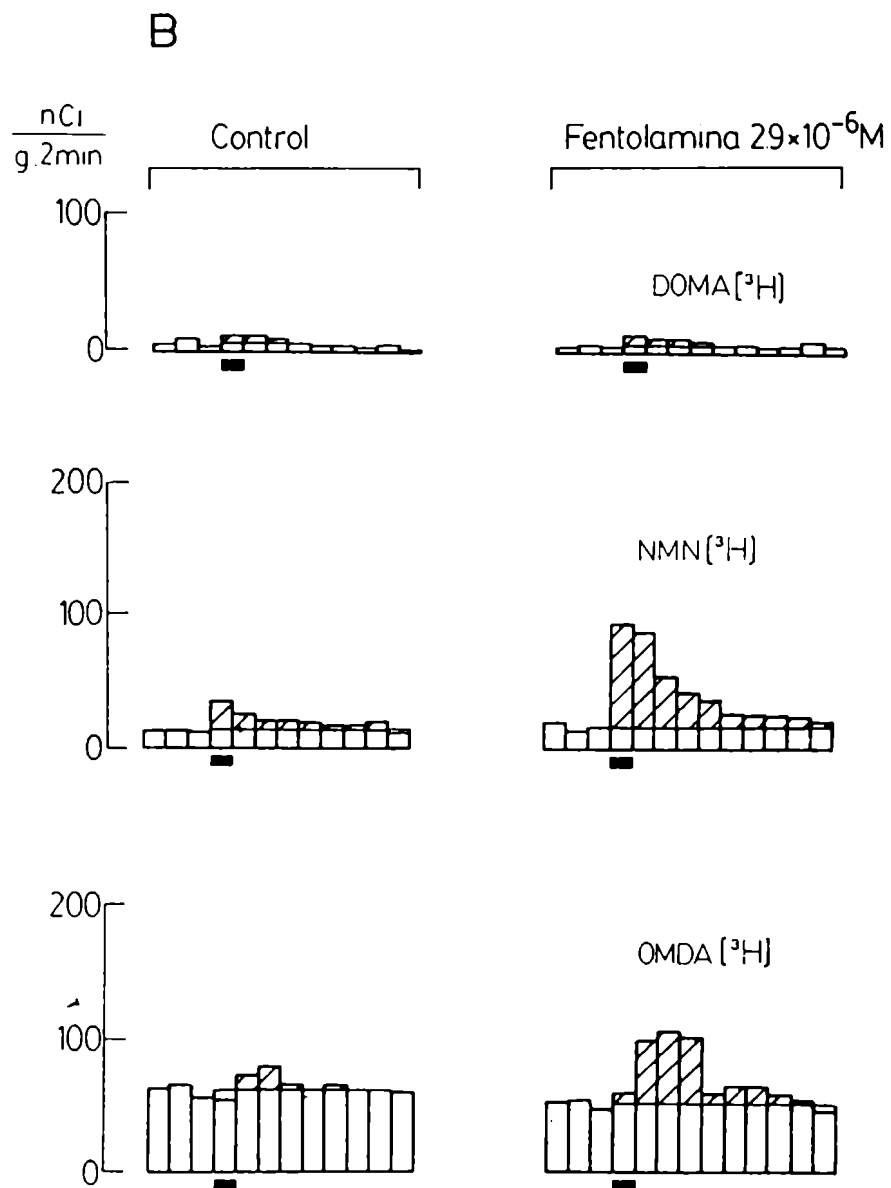 B
nCi
g.2min
Control
Fentolamina 2.9×10⁻⁶M
100
0
DOMA [³H]
200
100
0
NMN [³H]
200
100
0
OMDA [³H]